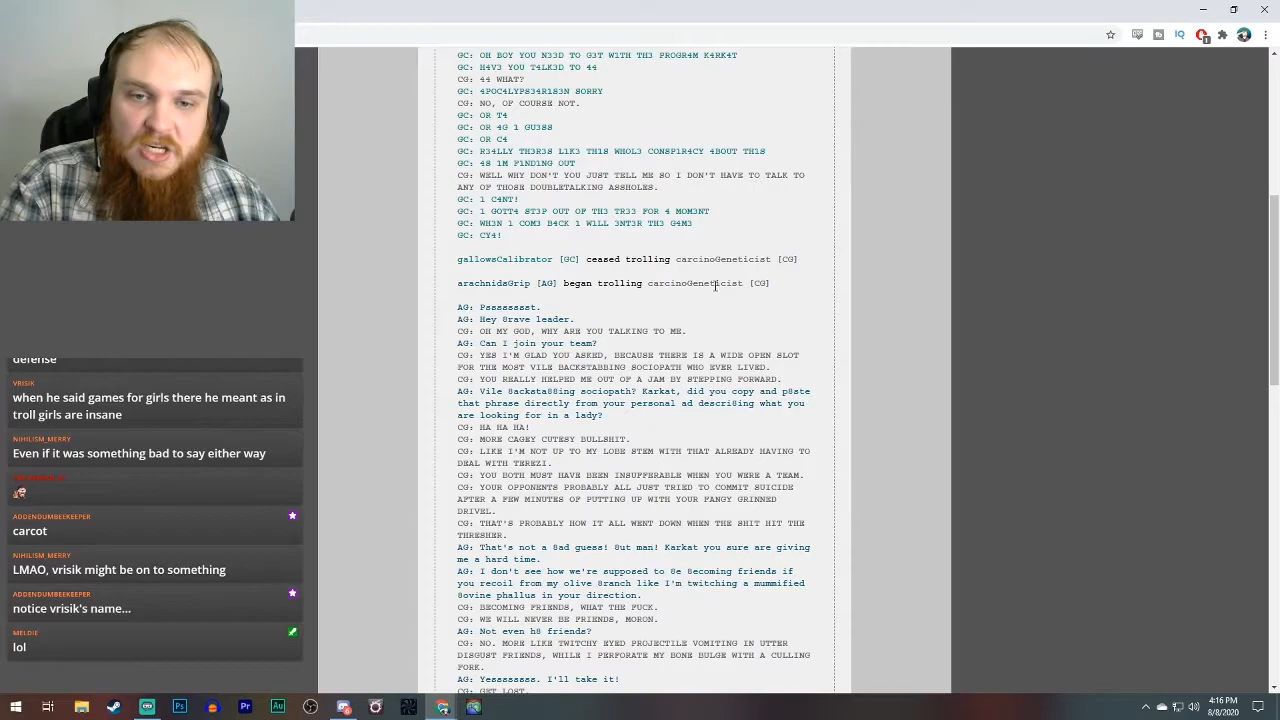 GC: OH BOY YOU N33D TO G3T W1TH TH3 PROGR4M K4RK4T
GC: H4V3 YOU T4LK3D TO 44
CG: 44 WHAT?
GC: 4POC4LYPS34R1S3N SORRY
CG: NO, OF COURSE NOT.
GC: OR T4
GC: OR 4G 1 GU3SS
GC: OR C4
GC: R34LLY TH3R3S L1K3 TH1S WHOL3 CONSP1R4CY 4BOUT TH1S
GC: 4S 1M F1ND1NG OUT
CG: WELL WHY DON'T YOU JUST TELL ME SO I DON'T HAVE TO TALK TO
ANY OF THOSE DOUBLETALKING ASSHOLES.
GC: 1 C4NT!
GC: 1 GOTT4 ST3P OUT OF TH3 TR33 FOR 4 MOM3NT
GC: WH3N 1 COM3 B4CK 1 W1LL 3NT3R TH3 G4M3
GC: CY4!
gallowsCalibrator [GC] ceased trolling carcinoGeneticist [CG]
arachnidsGrip [AG] began trolling carcinoGeneticist [CG]
AG: Psssssssst.
AG: Hey 8rave leader.
CG: OH MY GOD, WHY ARE YOU TALKING TO ME.
AG: Can I join your team?
CG: YES I'M GLAD YOU ASKED, BECAUSE THERE IS A WIDE OPEN SLOT
FOR THE MOST VILE BACKSTABBING SOCIOPATH WHO EVER LIVED.
CG: YOU REALLY HELPED ME OUT OF A JAM BY STEPPING FORWARD.
AG: Vile 8acksta88ing sociopath? Karkat, did you copy and p8ste
that phrase directly from your personal ad descri8ing what you
are looking for in a lady?
CG: HA HA HA!
CG: MORE CAGEY CUTESY BULLSHIT.
CG: LIKE I'M NOT UP TO MY LOBE STEM WITH THAT ALREADY HAVING TO
DEAL WITH TEREZI.
CG: YOU BOTH MUST HAVE BEEN INSUFFERABLE WHEN YOU WERE A TEAM.
CG: YOUR OPPONENTS PROBABLY ALL JUST TRIED TO COMMIT SUICIDE
AFTER A FEW MINUTES OF PUTTING UP WITH YOUR FANGY GRINNED
DRIVEL.
CG: THAT'S PROBABLY HOW IT ALL WENT DOWN WHEN THE SHIT HIT THE
THRESHER.
AG: That's not a 8ad guess! 8ut man! Karkat you sure are giving
me a hard time.
AG: I don't see how we're supposed to 8e 8ecoming friends if
you recoil from my olive 8ranch like I'm twitching a mummified
8ovine phallus in your direction.
CG: BECOMING FRIENDS, WHAT THE FUCK.
CG: WE WILL NEVER BE FRIENDS, MORON.
AG: Not even h8 friends?
CG: NO. MORE LIKE TWITCHY EYED PROJECTILE VOMITING IN UTTER
DISGUST FRIENDS, WHILE I PERFORATE MY BONE BULGE WITH A CULLING
FORK.
AG: Yessssssss. I'll take it!
CG: GET LOST.
defense
VRISIK
when he said games for girls there he meant as in
troll girls are insane
NIHILISM_MERRY
Even if it was something bad to say either way
ADDENDUMBEEKEEPER
carcot
NIHILISM_MERRY
LMAO, vrisik might be on to something
ADDENDUMBEEKEEPER
notice vrisik's name...
MELDIE
lol
IQ
1
Ps
Pr
Au
4:16 PM
8/8/2020